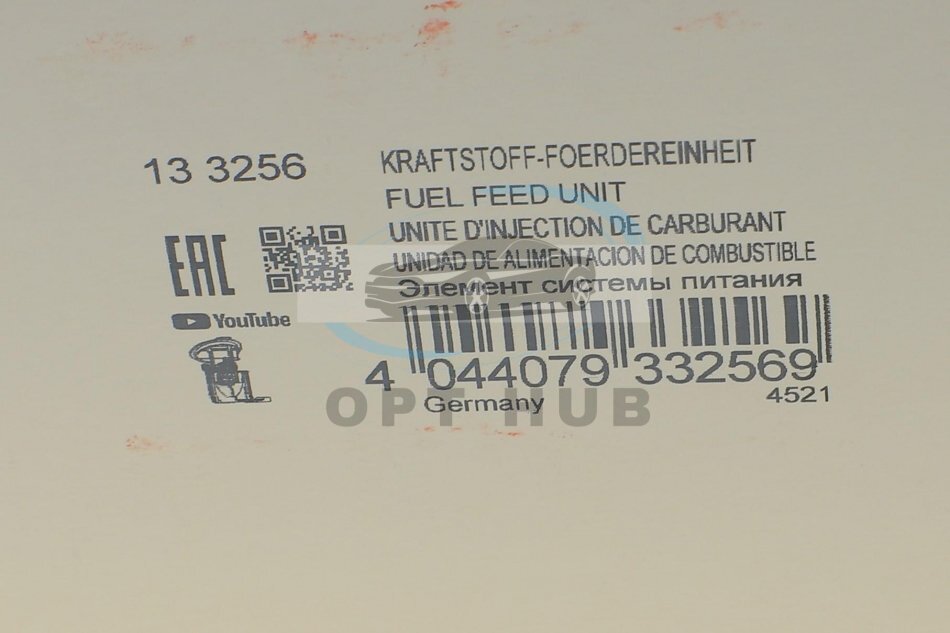 13 3256
KRAFTSTOFF-FOERDEREINHEIT
FUEL FEED UNIT
UNITE D'INJECTION DE CARBURANT
UNIDAD DE ALIMENTACION DE COMBUSTIBLE
Элемент системы питания
EAC
YouTube
4 044079 332569
Germany
4521
OPT HUB